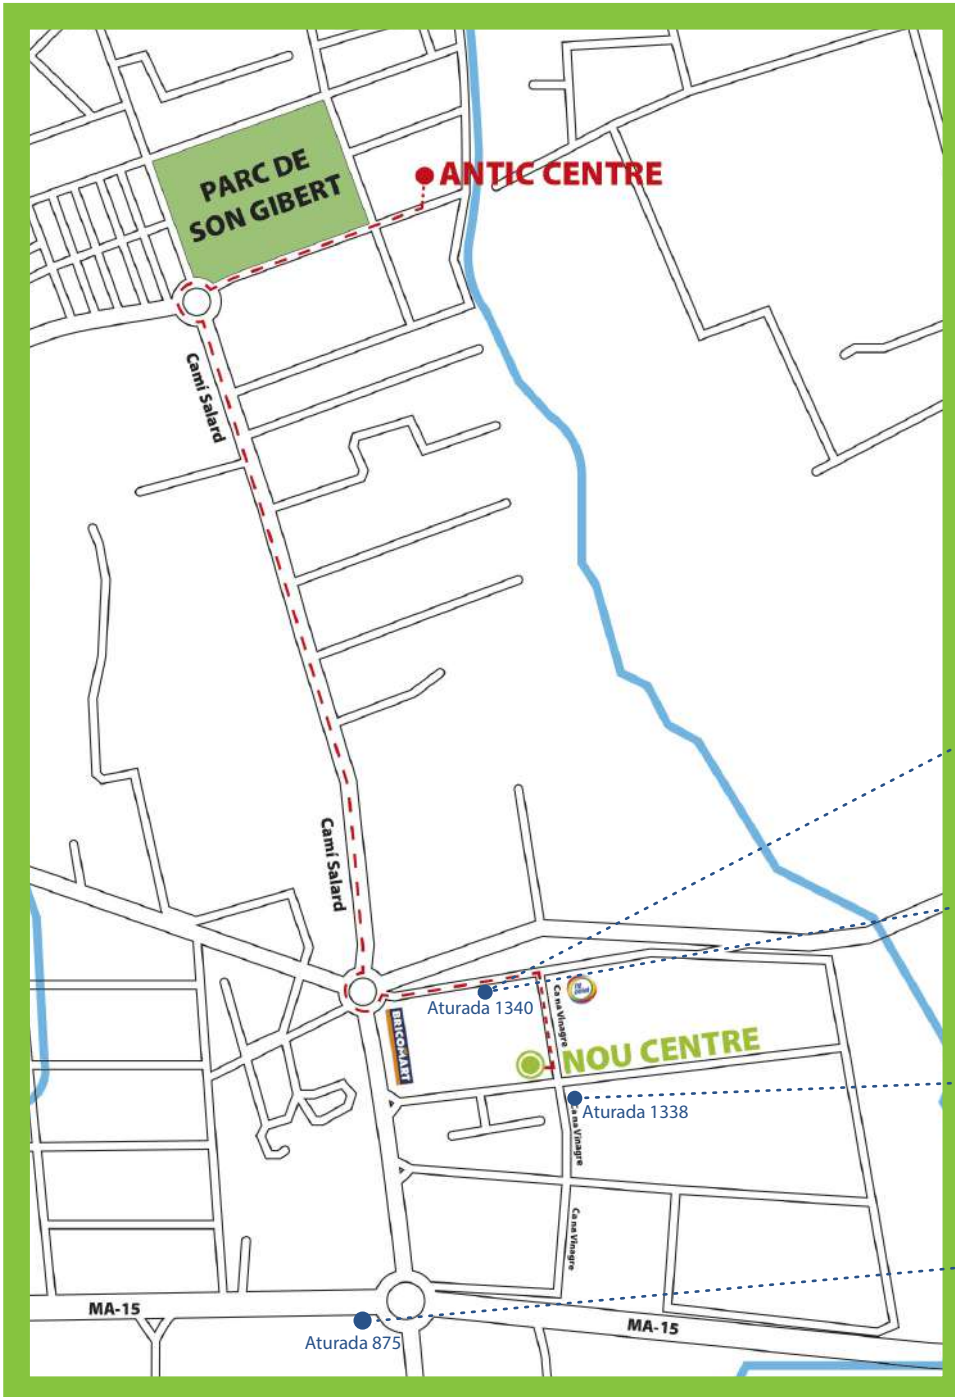 PARC DE
SON GIBERT
ANTIC CENTRE
Camí Salard
Camí Salard
Aturada 1340
BRICOMART
Ca na Vinagre
NOU CENTRE
Aturada 1338
Ca na Vinagre
Ca na Vinagre
MA-15
MA-15
Aturada 875